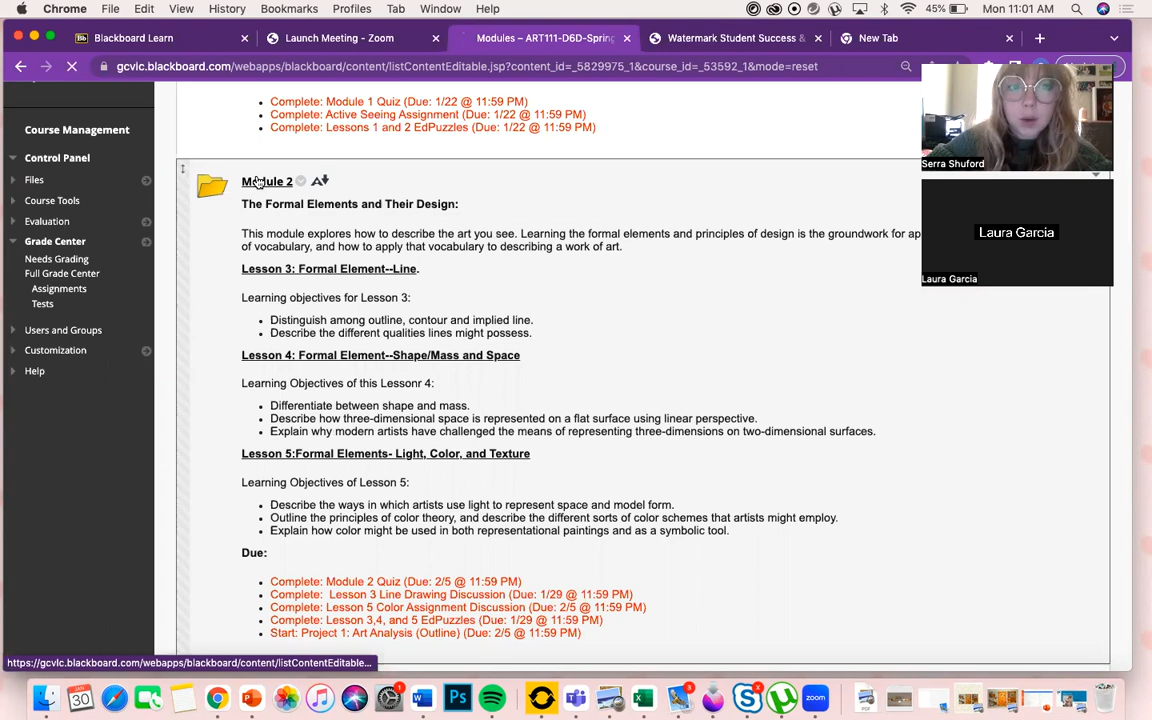 Chrome File Edit View History Bookmarks Profiles Tab Window Help 45% Mon 11:01 AM
Bb Blackboard Learn Launch Meeting - Zoom Modules – ART111-D6D-Spring Watermark Student Success & New Tab
gcvlc.blackboard.com/webapps/blackboard/content/listContentEditable.jsp?content_id=_5829975_1&course_id=_53592_1&mode=reset
Course Management
Control Panel
Files
Course Tools
Evaluation
Grade Center
Needs Grading
Full Grade Center
Assignments
Tests
Users and Groups
Customization
Help
Complete: Module 1 Quiz (Due: 1/22 @ 11:59 PM)
Complete: Active Seeing Assignment (Due: 1/22 @ 11:59 PM)
Complete: Lessons 1 and 2 EdPuzzles (Due: 1/22 @ 11:59 PM)
Module 2
The Formal Elements and Their Design:
This module explores how to describe the art you see. Learning the formal elements and principles of design is the groundwork for ap
of vocabulary, and how to apply that vocabulary to describing a work of art.
Lesson 3: Formal Element--Line.
Learning objectives for Lesson 3:
Distinguish among outline, contour and implied line.
Describe the different qualities lines might possess.
Lesson 4: Formal Element--Shape/Mass and Space
Learning Objectives of this Lessonr 4:
Differentiate between shape and mass.
Describe how three-dimensional space is represented on a flat surface using linear perspective.
Explain why modern artists have challenged the means of representing three-dimensions on two-dimensional surfaces.
Lesson 5:Formal Elements- Light, Color, and Texture
Learning Objectives of Lesson 5:
Describe the ways in which artists use light to represent space and model form.
Outline the principles of color theory, and describe the different sorts of color schemes that artists might employ.
Explain how color might be used in both representational paintings and as a symbolic tool.
Due:
Complete: Module 2 Quiz (Due: 2/5 @ 11:59 PM)
Complete: Lesson 3 Line Drawing Discussion (Due: 1/29 @ 11:59 PM)
Complete: Lesson 5 Color Assignment Discussion (Due: 2/5 @ 11:59 PM)
Complete: Lesson 3,4, and 5 EdPuzzles (Due: 1/29 @ 11:59 PM)
Start: Project 1: Art Analysis (Outline) (Due: 2/5 @ 11:59 PM)
Serra Shuford
Laura Garcia
Laura Garcia
https://gcvlc.blackboard.com/webapps/blackboard/content/listContentEditable...
JAN
30
Ps
zoom